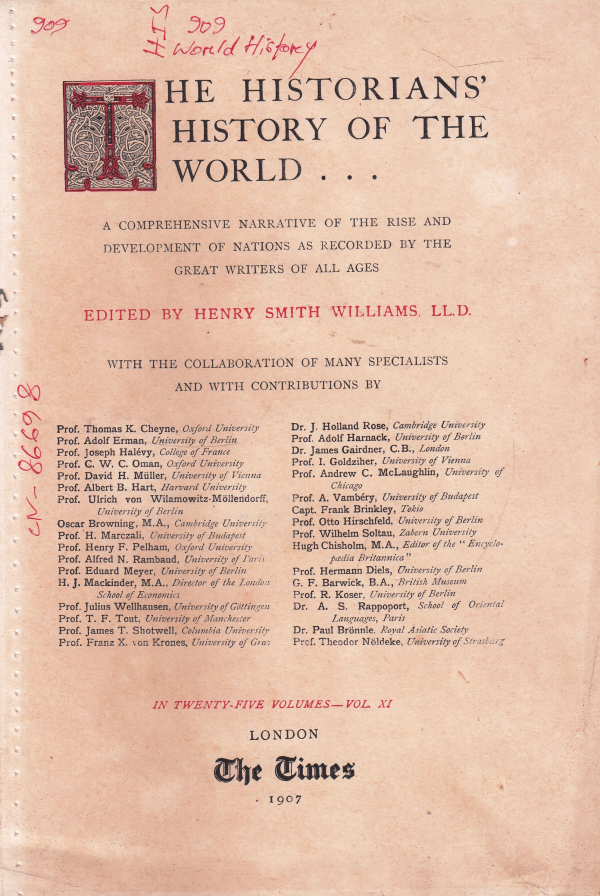 909
HIS 909
World History
THE HISTORIANS'
HISTORY OF THE
WORLD . . .
A COMPREHENSIVE NARRATIVE OF THE RISE AND
DEVELOPMENT OF NATIONS AS RECORDED BY THE
GREAT WRITERS OF ALL AGES
EDITED BY HENRY SMITH WILLIAMS, LL.D.
WITH THE COLLABORATION OF MANY SPECIALISTS
AND WITH CONTRIBUTIONS BY
86698
Prof. Thomas K. Cheyne, Oxford University
Prof. Adolf Erman, University of Berlin
Prof. Joseph Halévy, College of France
Prof. C. W. C. Oman, Oxford University
Prof. David H. Müller, University of Vienna
Prof. Albert B. Hart, Harvard University
Prof. Ulrich von Wilamowitz-Möllendorff,
University of Berlin
Oscar Browning, M.A., Cambridge University
Prof. H. Marczali, University of Budapest
Prof. Henry F. Pelham, Oxford University
Prof. Alfred N. Rambaud, University of Paris
Prof. Eduard Meyer, University of Berlin
H. J. Mackinder, M.A., Director of the London
School of Economics
Prof. Julius Wellhausen, University of Göttingen
Prof. T. F. Tout, University of Manchester
Prof. James T. Shotwell, Columbia University
Prof. Franz X. von Krones, University of Graz
Dr. J. Holland Rose, Cambridge University
Prof. Adolf Harnack, University of Berlin
Dr. James Gairdner, C.B., London
Prof. I. Goldziher, University of Vienna
Prof. Andrew C. McLaughlin, University of
Chicago
Prof. A. Vambéry, University of Budapest
Capt. Frank Brinkley, Tokio
Prof. Otto Hirschfeld, University of Berlin
Prof. Wilhelm Soltau, Zabern University
Hugh Chisholm, M.A., Editor of the "Encyclo-
pædia Britannica"
Prof. Hermann Diels, University of Berlin
G. F. Barwick, B.A., British Museum
Prof. R. Koser, University of Berlin
Dr. A. S. Rappoport, School of Oriental
Languages, Paris
Dr. Paul Brönnle, Royal Asiatic Society
Prof. Theodor Nöldeke, University of Strasburg
IN TWENTY-FIVE VOLUMES—VOL. XI
LONDON
The Times
1907